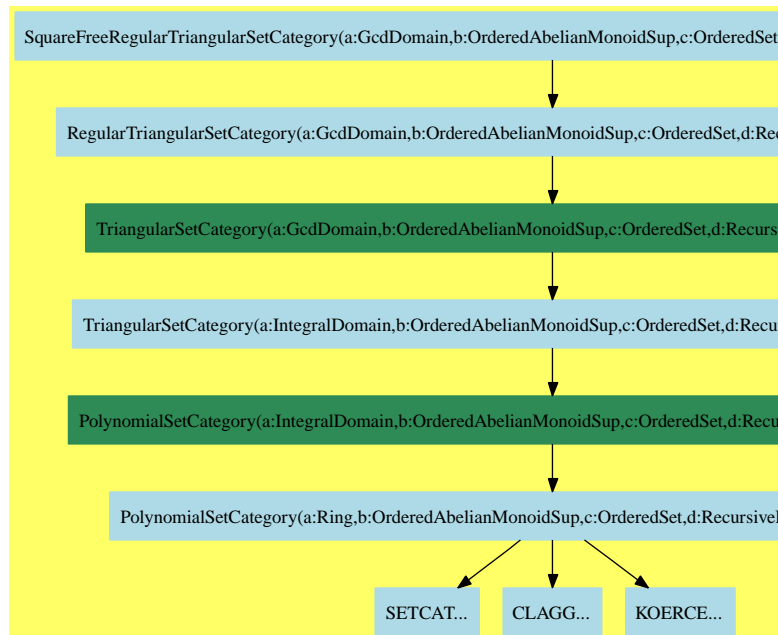 SquareFreeRegularTriangularSetCategory(a:GcdDomain,b:OrderedAbelianMonoidSup,c:OrderedSet
RegularTriangularSetCategory(a:GcdDomain,b:OrderedAbelianMonoidSup,c:OrderedSet,d:Rec
TriangularSetCategory(a:GcdDomain,b:OrderedAbelianMonoidSup,c:OrderedSet,d:Recurs
TriangularSetCategory(a:IntegralDomain,b:OrderedAbelianMonoidSup,c:OrderedSet,d:Recu
PolynomialSetCategory(a:IntegralDomain,b:OrderedAbelianMonoidSup,c:OrderedSet,d:Recu
PolynomialSetCategory(a:Ring,b:OrderedAbelianMonoidSup,c:OrderedSet,d:Recursivel
SETCAT... CLAGG... KOERCE...